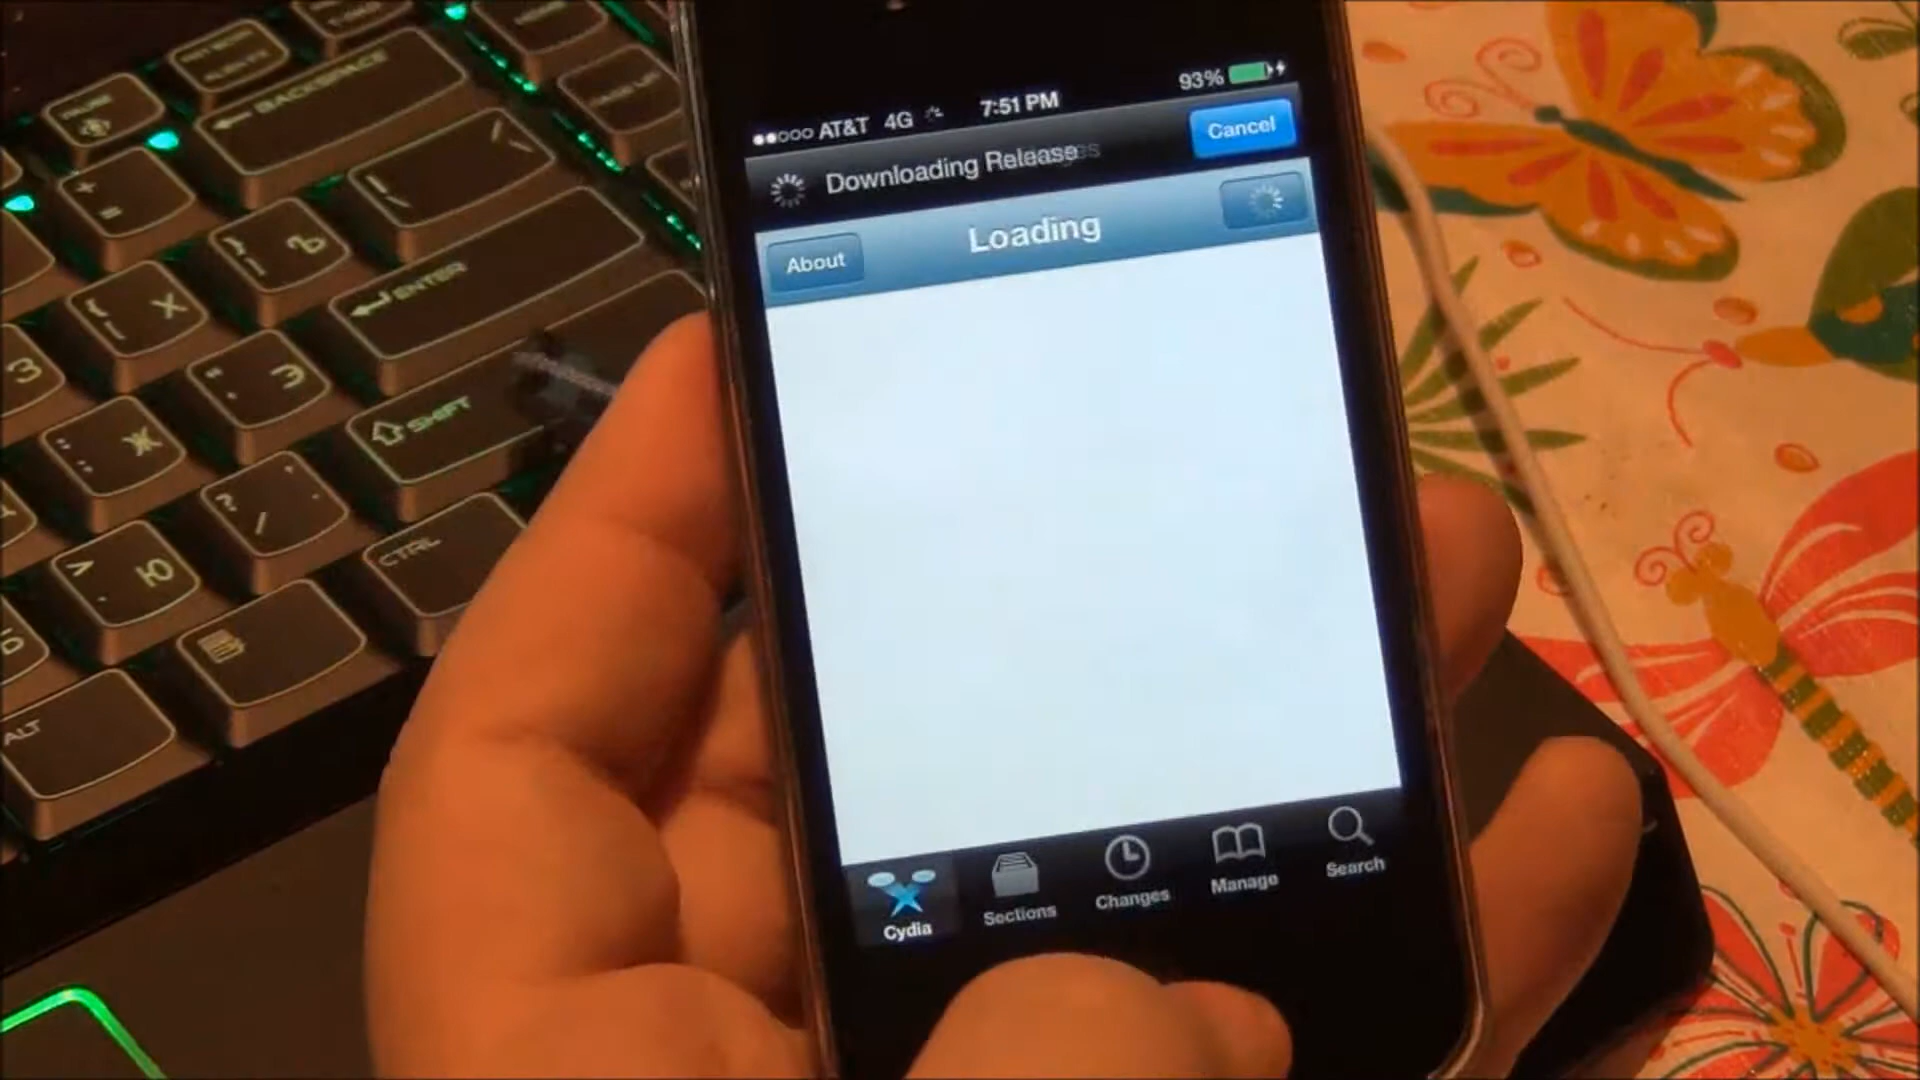 AT&T 4G 7:51 PM 93%
Downloading Release
Cancel
About
Loading
Cydia
Sections
Changes
Manage
Search
BACKSPACE
+
=
\
|
}
]
Ъ
ENTER
{
[
Х
"
'
Э
SHIFT
З
:
;
Ж
?
/
>
.
Ю
CTRL
Б
ALT